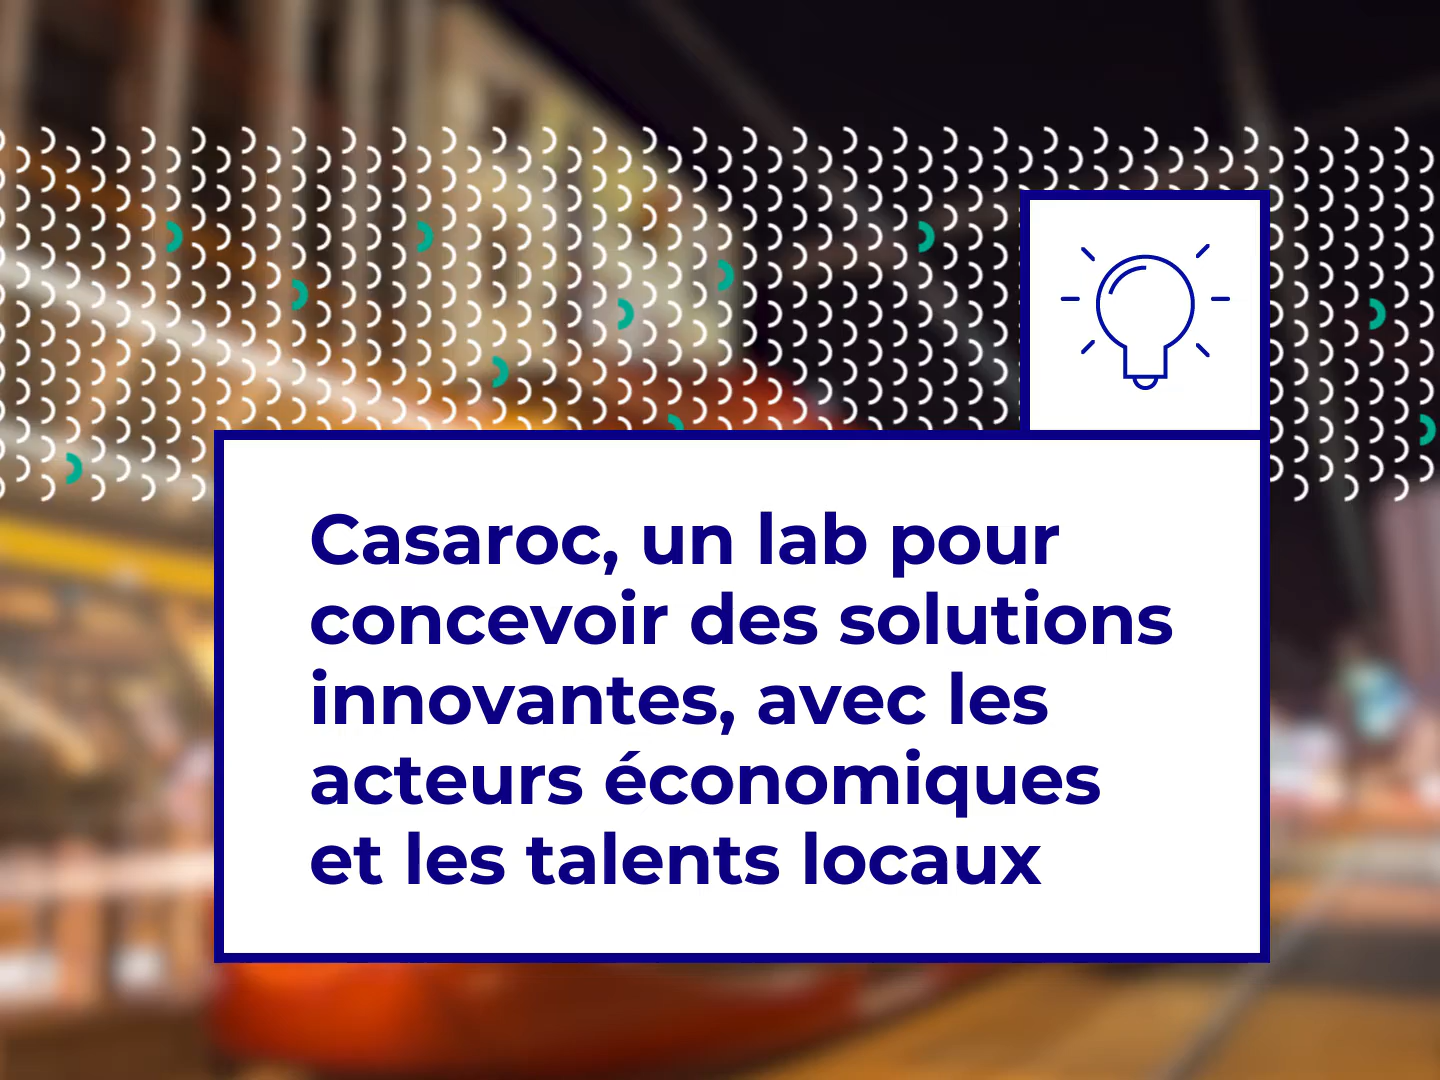 Casaroc, un lab pour
concevoir des solutions
innovantes, avec les
acteurs économiques
et les talents locaux